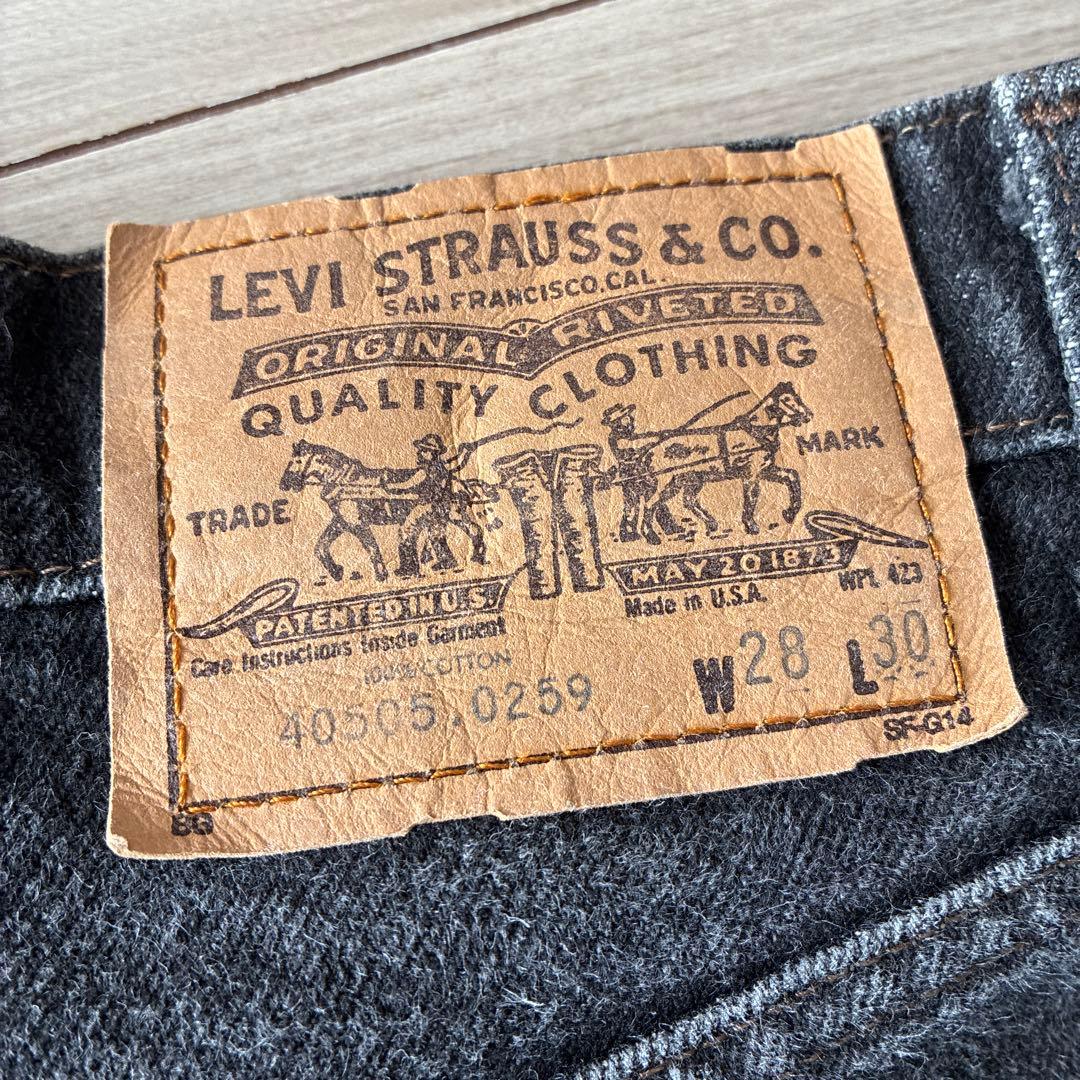 LEVI STRAUSS & CO.
SAN FRANCISCO, CAL.
ORIGINAL RIVETED
QUALITY CLOTHING
TRADE MARK
PATENTED IN U.S. MAY 20 1873
Care Instructions Inside Garment Made in U.S.A. WPL 423
100% COTTON
40505.0259 W 28 L 30
SF-G14
8G